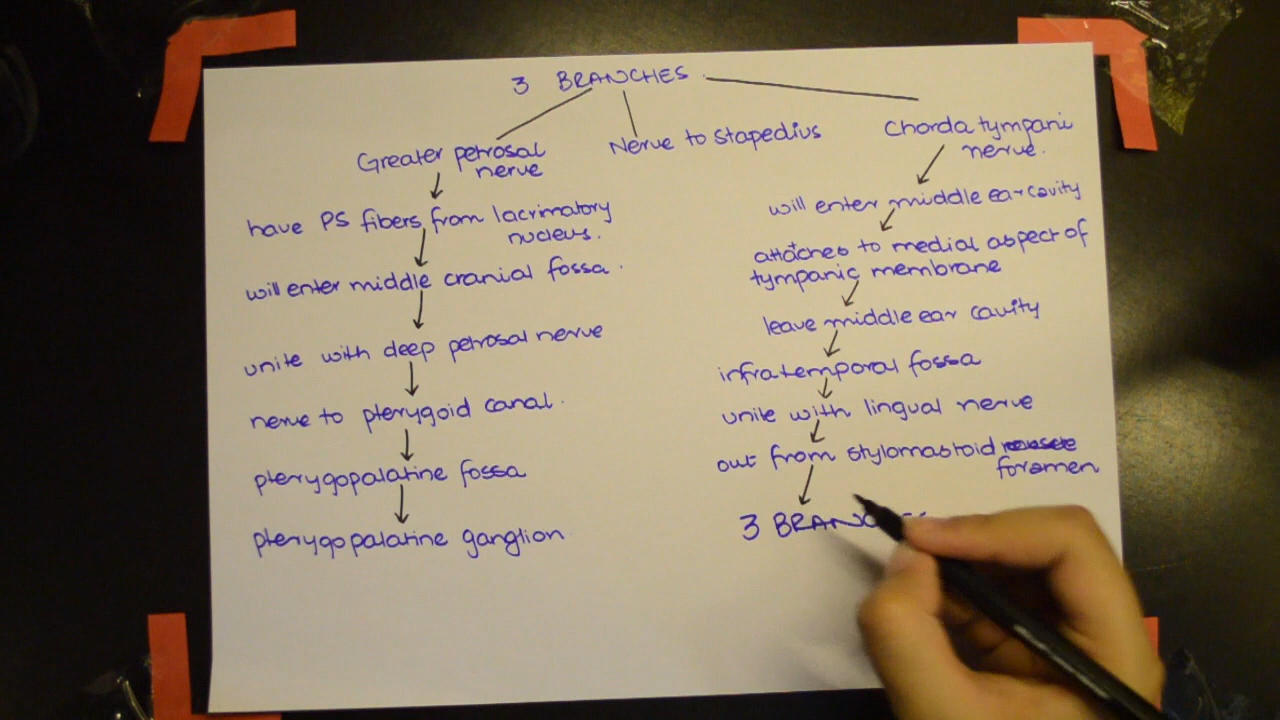 3 BRANCHES
Greater petrosal
nerve
have PS fibers from lacrimatory
nucleus.
will enter middle cranial fossa.
unite with deep petrosal nerve
nerve to pterygoid canal.
pterygopalatine fossa
pterygopalatine ganglion
Nerve to stapedius
Chorda tympani
nerve.
will enter middle ear cavity
attaches to medial aspect of
tympanic membrane
leave middle ear cavity
infratemporal fossa
unite with lingual nerve
out from stylomastoid
foramen
3 BRANCHES